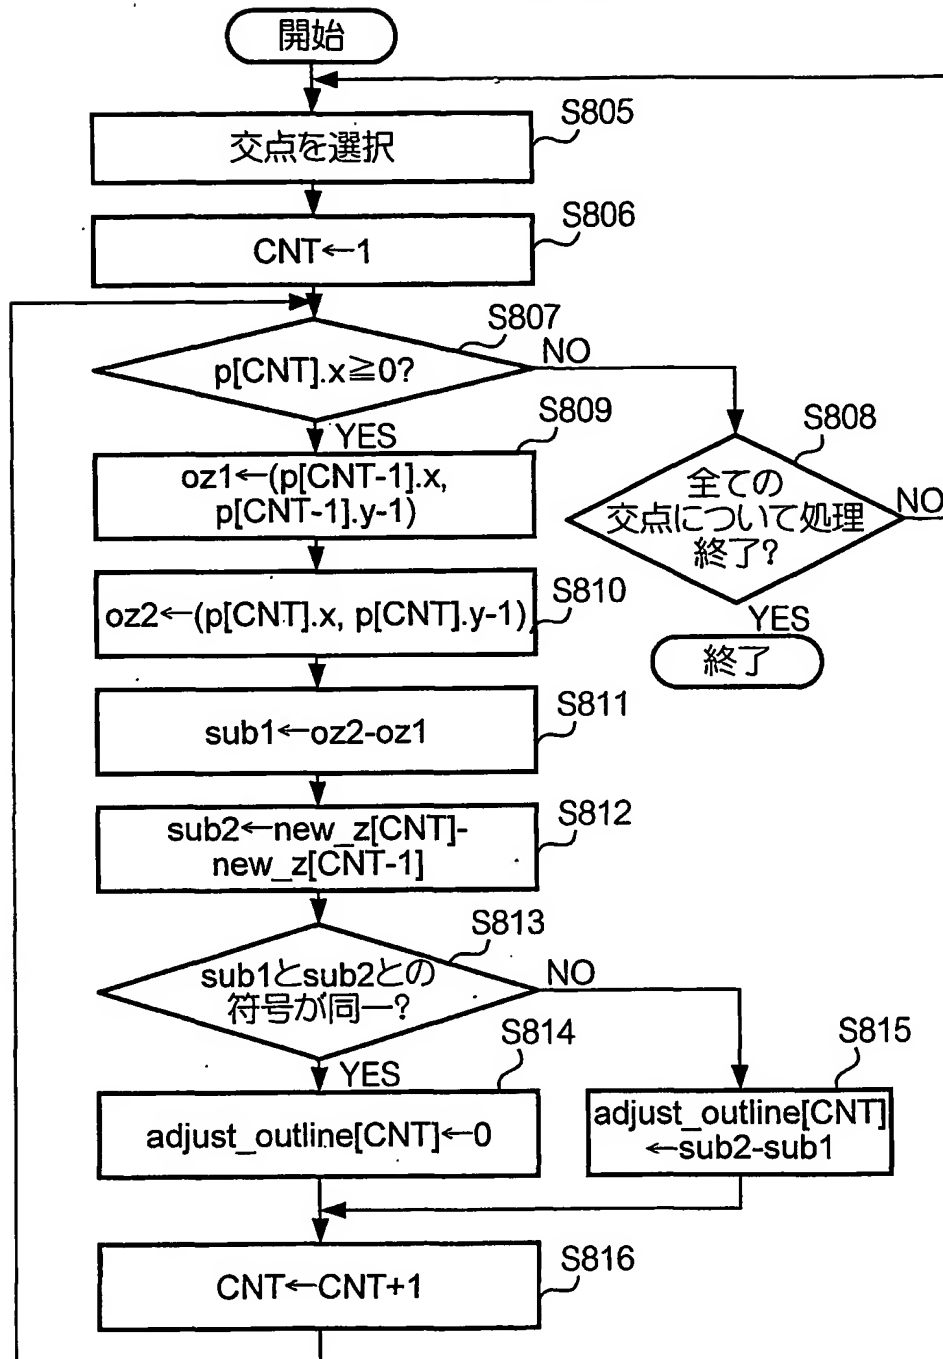 開始
S805
交点を選択
S806
CNT←1
S807
p[CNT].x≧0?
NO
YES
S809
oz1←(p[CNT-1].x,
p[CNT-1].y-1)
S808
全ての
交点について処理
終了?
NO
YES
終了
S810
oz2←(p[CNT].x, p[CNT].y-1)
S811
sub1←oz2-oz1
S812
sub2←new_z[CNT]-
new_z[CNT-1]
S813
sub1とsub2との
符号が同一?
NO
YES
S814
adjust_outline[CNT]←0
S815
adjust_outline[CNT]
←sub2-sub1
S816
CNT←CNT+1